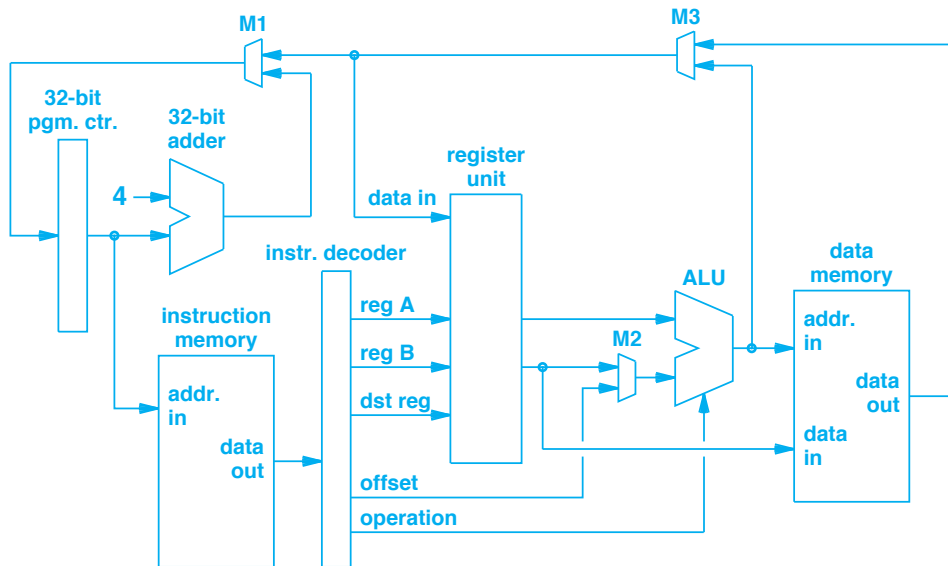 M1
M3
32-bit
pgm. ctr.
32-bit
adder
register
unit
4
data in
instr. decoder
data
memory
ALU
instruction
memory
reg A
addr.
in
M2
reg B
addr.
in
dst reg
data
out
data
out
data
in
offset
operation